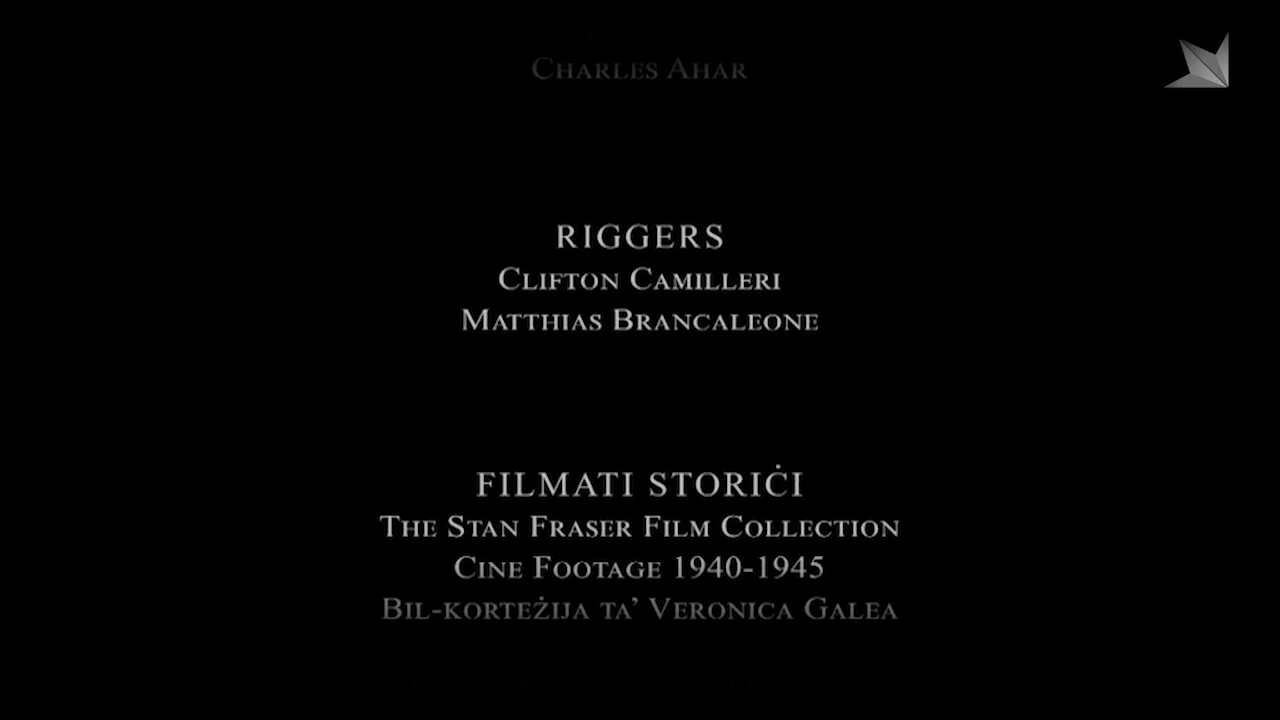 Charles Ahar
RIGGERS
Clifton Camilleri
Matthias Brancaleone
FILMATI STORIĊI
The Stan Fraser Film Collection
Cine Footage 1940-1945
Bil-korteżija ta’ Veronica Galea